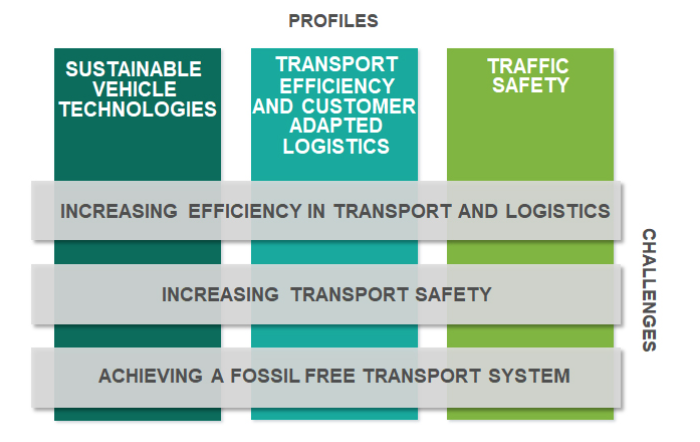 PROFILES
SUSTAINABLE
VEHICLE
TECHNOLOGIES
TRANSPORT
EFFICIENCY
AND CUSTOMER
ADAPTED
LOGISTICS
TRAFFIC
SAFETY
INCREASING EFFICIENCY IN TRANSPORT AND LOGISTICS
INCREASING TRANSPORT SAFETY
ACHIEVING A FOSSIL FREE TRANSPORT SYSTEM
CHALLENGES